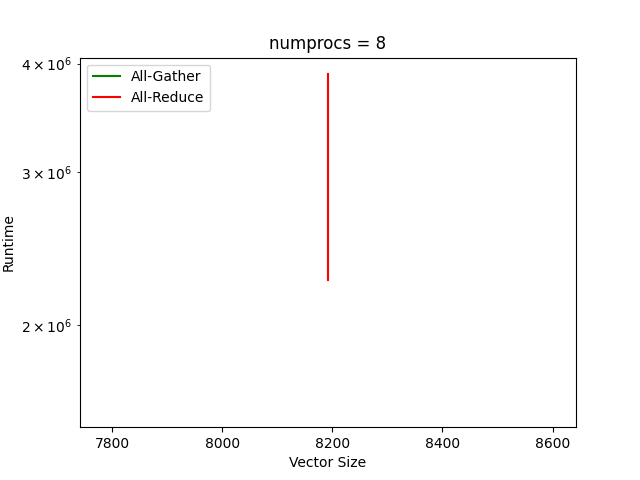 numprocs = 8
4 × 10⁶
All-Gather
All-Reduce
3 × 10⁶
Runtime
2 × 10⁶
7800 8000 8200 8400 8600
Vector Size